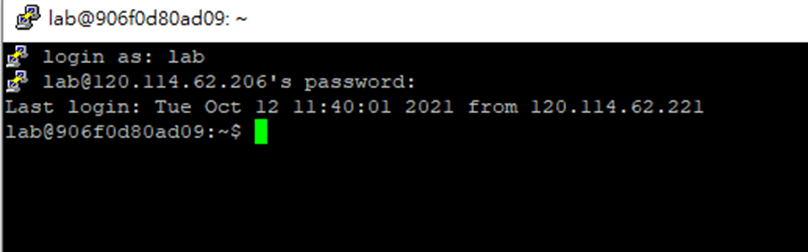 lab@906f0d80ad09: ~
login as: lab
lab@120.114.62.206's password:
Last login: Tue Oct 12 11:40:01 2021 from 120.114.62.221
lab@906f0d80ad09:~$